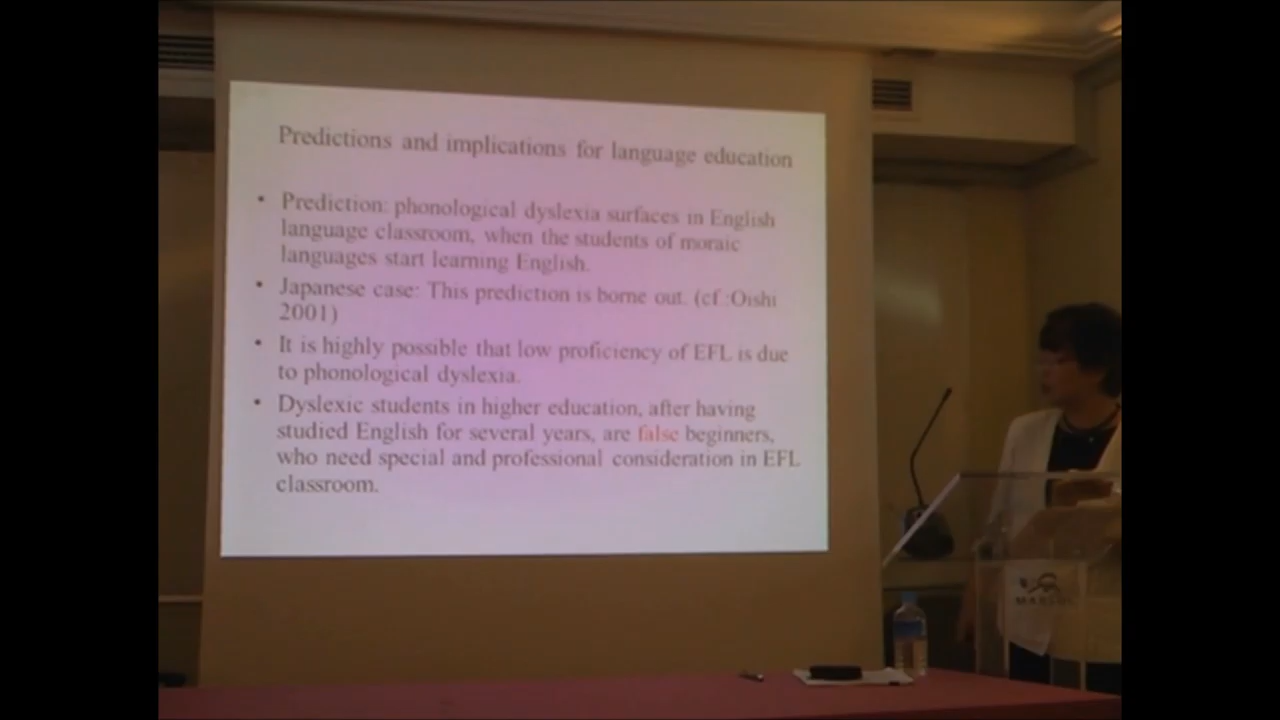 Predictions and implications for language education
• Prediction: phonological dyslexia surfaces in English
language classroom, when the students of moraic
languages start learning English.
• Japanese case: This prediction is borne out. (cf.:Oishi
2001)
• It is highly possible that low proficiency of EFL is due
to phonological dyslexia.
• Dyslexic students in higher education, after having
studied English for several years, are false beginners,
who need special and professional consideration in EFL
classroom.